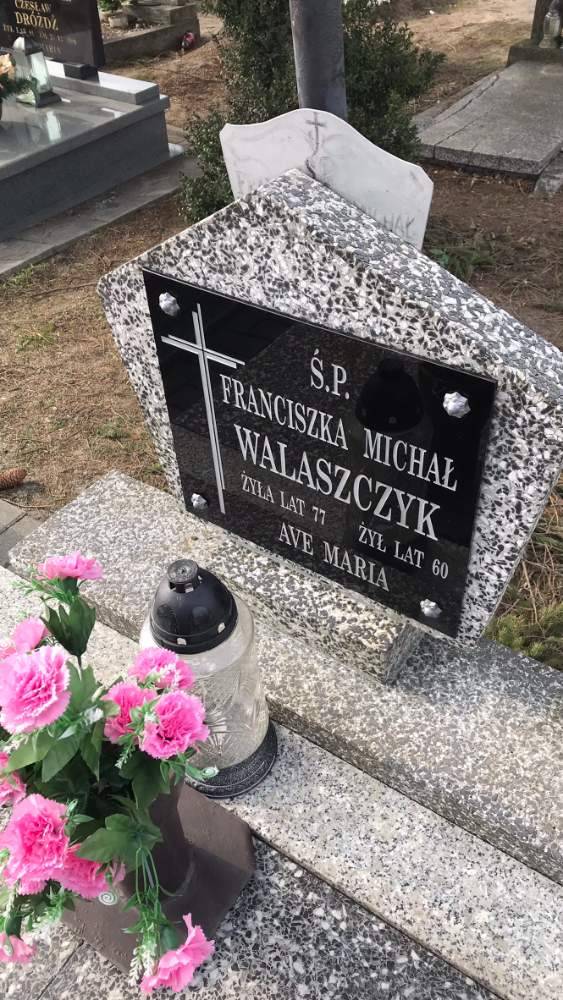 CZESŁAW
DRÓŻDŻ
Ś.P.
FRANCISZKA MICHAŁ
WALASZCZYK
ŻYŁA LAT 77 ŻYŁ LAT 60
AVE MARIA